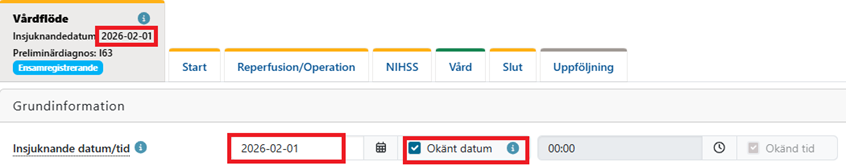 Vårdflöde
Insjuknandedatum: 2026-02-01
Preliminärdiagnos: I63
Ensamregistrerande
Start Reperfusion/Operation NIHSS Vård Slut Uppföljning
Grundinformation
Insjuknande datum/tid 2026-02-01 Okänt datum 00:00 Okänd tid